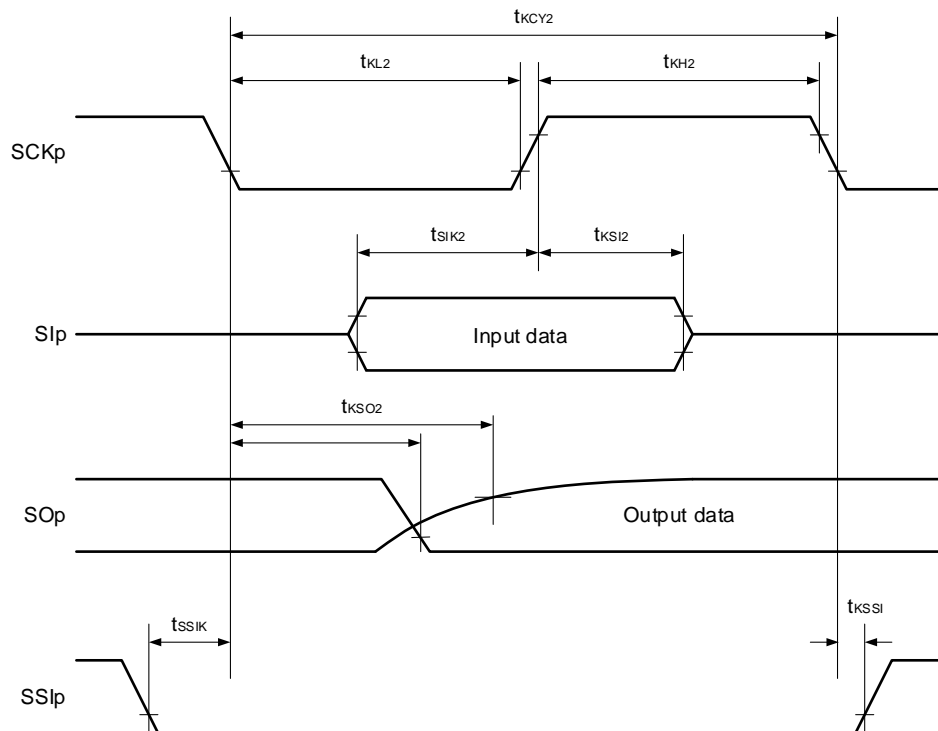 tKCY2
tKL2
tKH2
SCKp
tSIK2
tKSI2
SIp
Input data
tKSO2
SOp
Output data
tSSIK
tKSSI
SSIp